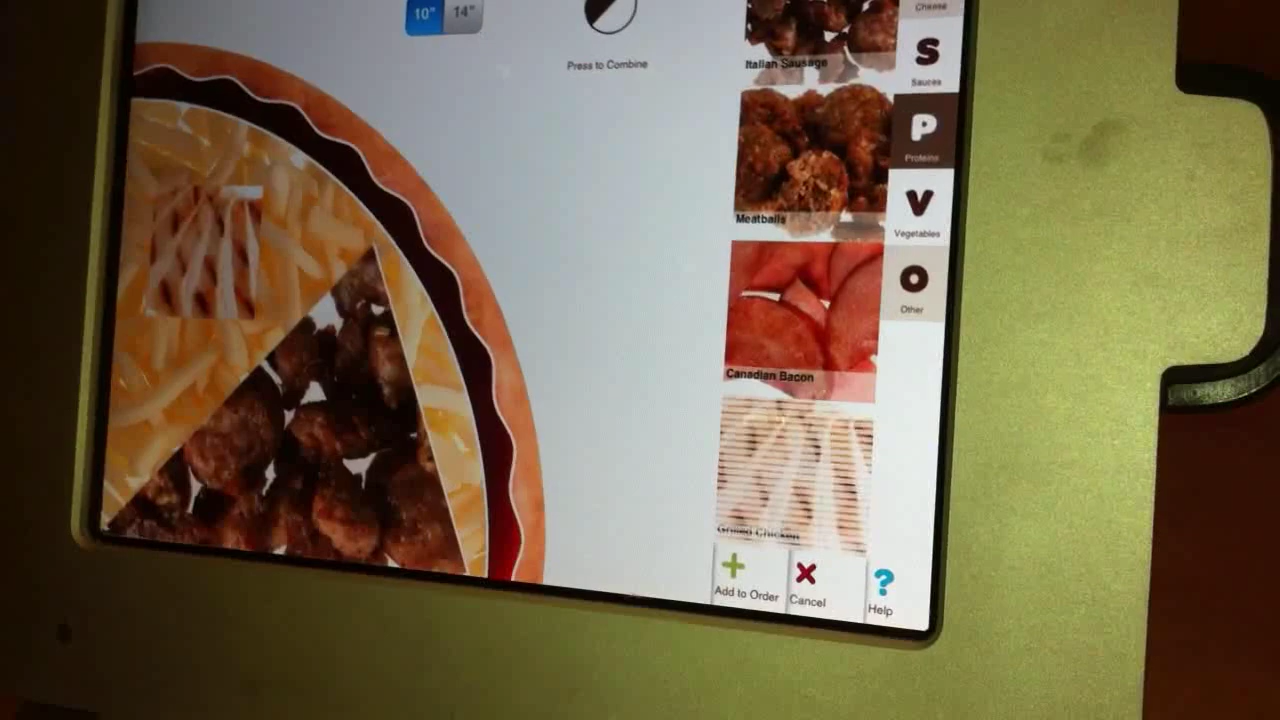 10" 14"
Press to Combine
Italian Sausage
Meatballs
Canadian Bacon
Grilled Chicken
Cheese
S
Sauces
P
Proteins
V
Vegetables
O
Other
+
Add to Order
x
Cancel
?
Help